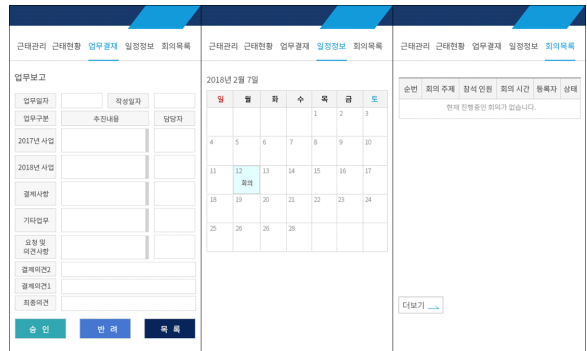 근태관리 근태현황 업무결재 일정정보 회의목록
업무보고
업무일자 작성일자
업무구분 추진내용 담당자
2017년 사업
2018년 사업
결제사항
기타업무
요청 및
의견사항
결제의견2
결제의견1
최종의견
승 인 반 려 목 록
근태관리 근태현황 업무결재 일정정보 회의목록
2018년 2월 7일
일 월 화 수 목 금 토
1 2 3
4 5 6 7 8 9 10
11 12 13 14 15 16 17
회의
18 19 20 21 22 23 24
25 26 26 28
근태관리 근태현황 업무결재 일정정보 회의목록
순번 회의 주제 참석 인원 회의 시간 등록자 상태
현재 진행중인 회의가 없습니다.
더보기